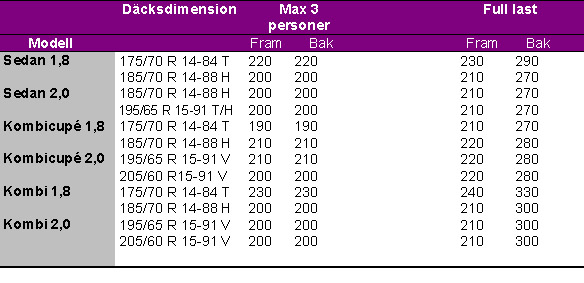 Däcksdimension Max 3 personer Full last
Modell Fram Bak Fram Bak
Sedan 1,8 175/70 R 14-84 T 220 220 230 290
185/70 R 14-88 H 200 200 210 270
Sedan 2,0 185/70 R 14-88 H 200 200 210 270
195/65 R 15-91 T/H 200 200 210 270
Kombicupé 1,8 175/70 R 14-84 T 190 190 210 270
185/70 R 14-88 H 210 210 220 280
Kombicupé 2,0 195/65 R 15-91 V 210 210 220 280
205/60 R15-91 V 200 200 220 280
Kombi 1,8 175/70 R 14-84 T 230 230 240 330
185/70 R 14-88 H 200 200 210 300
Kombi 2,0 195/65 R 15-91 V 200 200 210 300
205/60 R 15-91 V 200 200 210 300